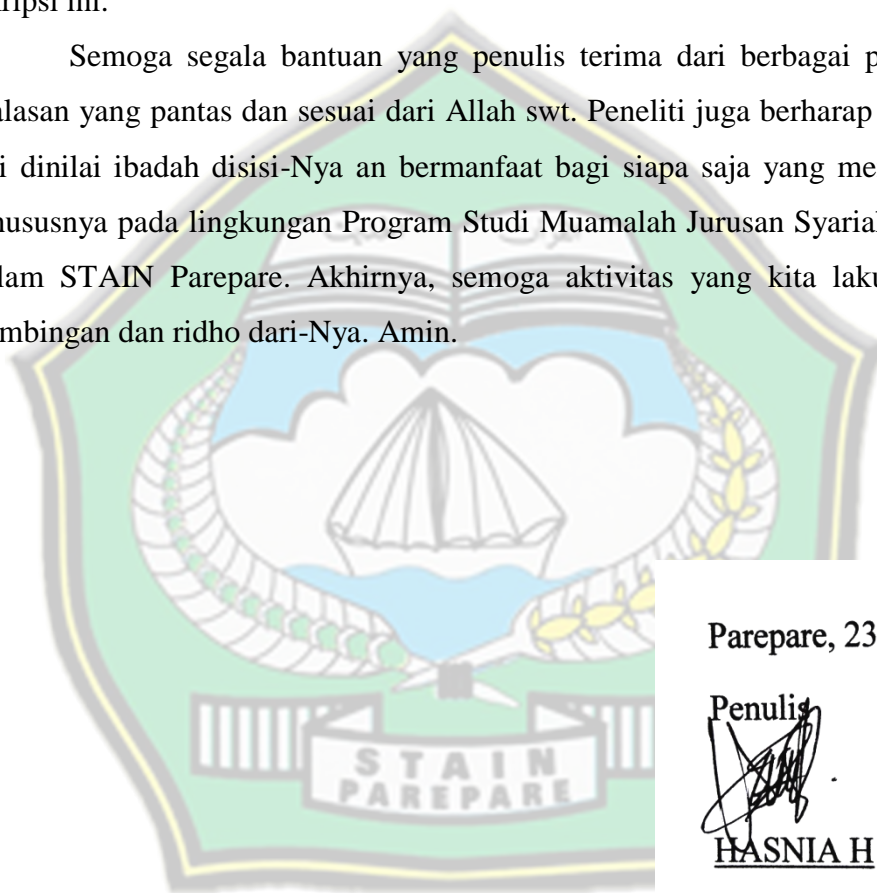 ripsi ini.
Semoga segala bantuan yang penulis terima dari berbagai p
alasan yang pantas dan sesuai dari Allah swt. Peneliti juga berharap
i dinilai ibadah disisi-Nya an bermanfaat bagi siapa saja yang me
hususnya pada lingkungan Program Studi Muamalah Jurusan Syaria
lam STAIN Parepare. Akhirnya, semoga aktivitas yang kita laku
mbingan dan ridho dari-Nya. Amin.
STAIN
PAREPARE
Parepare, 23
Penulis
HASNIA H